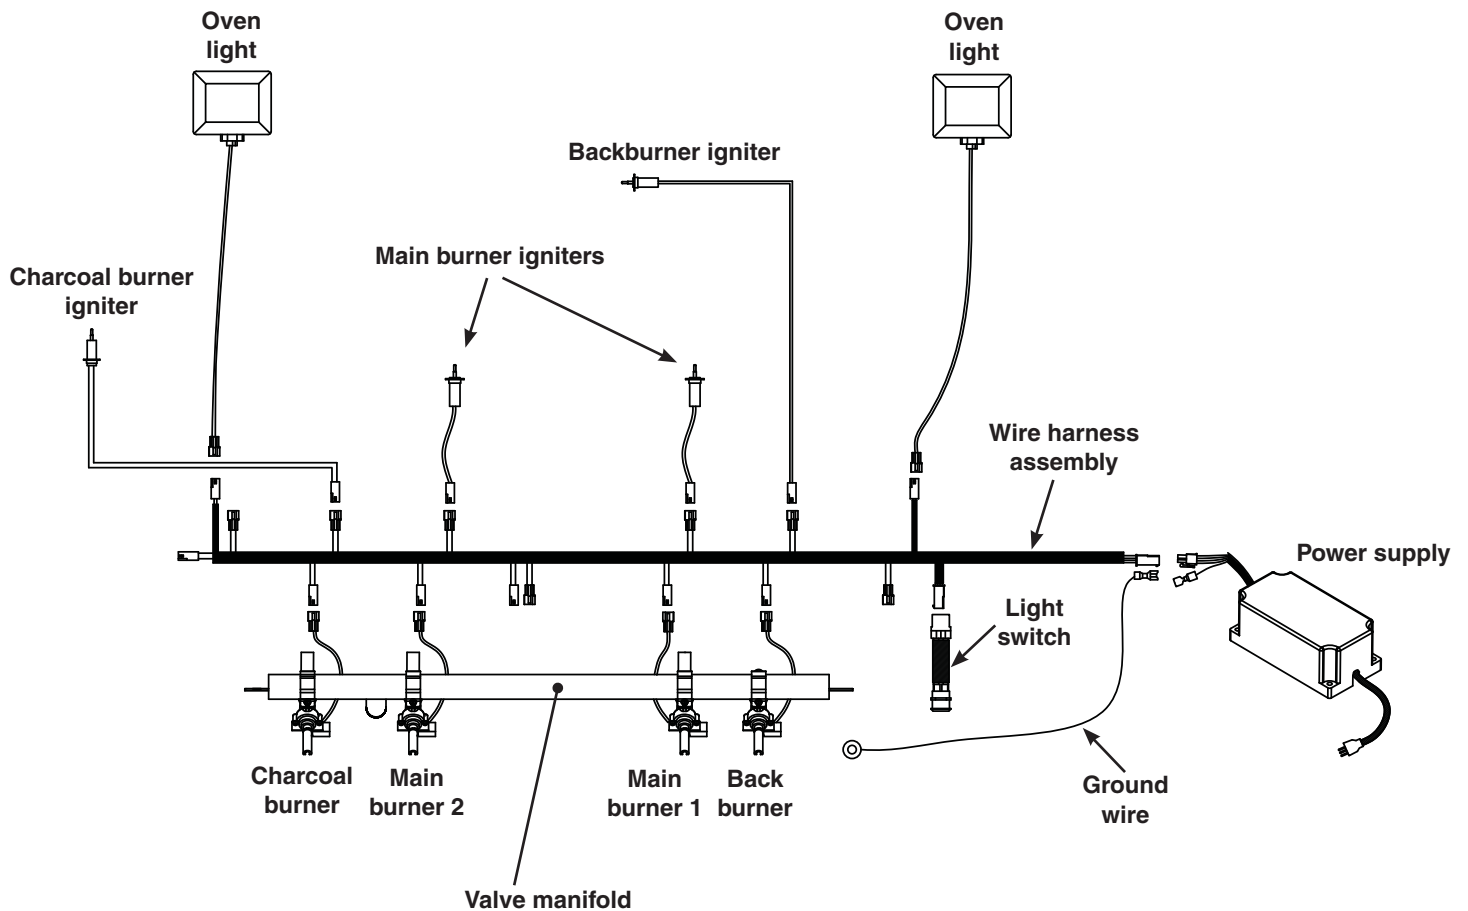 Oven
light
Oven
light
Backburner igniter
Main burner igniters
Charcoal burner
igniter
Wire harness
assembly
Power supply
Light
switch
Charcoal
burner
Main
burner 2
Main
burner 1
Back
burner
Ground
wire
Valve manifold